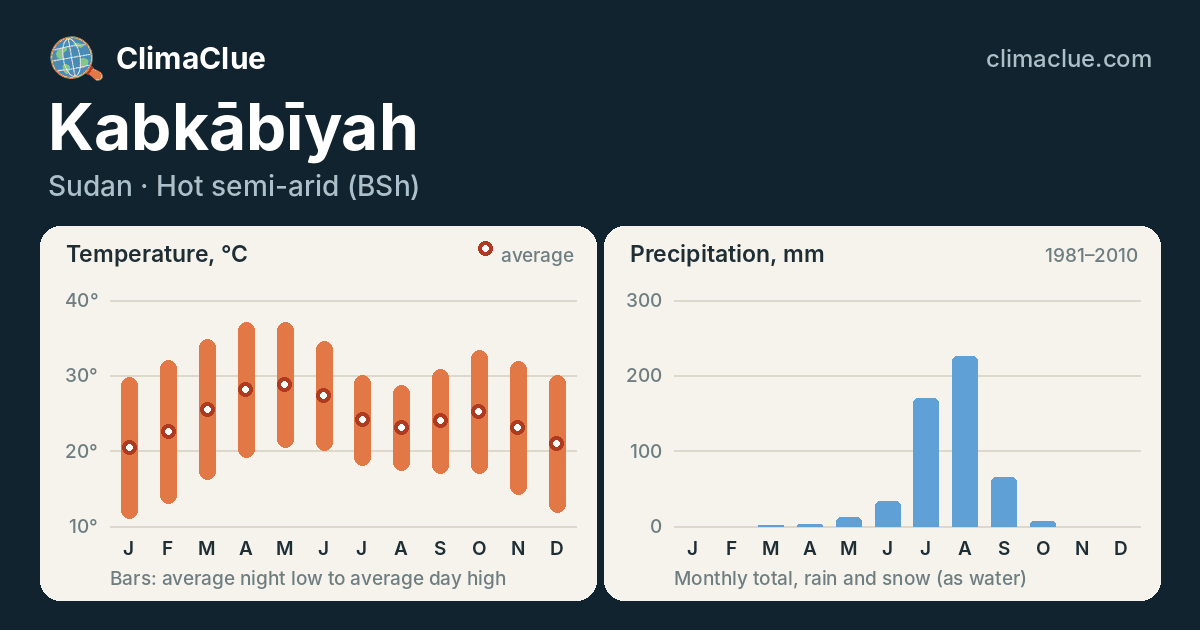 ClimaClue
climaclue.com
Kabkābīyah
Sudan · Hot semi-arid (BSh)
Temperature, °C
average
40°
30°
20°
10°
J F M A M J J A S O N D
Bars: average night low to average day high
Precipitation, mm
1981–2010
300
200
100
0
J F M A M J J A S O N D
Monthly total, rain and snow (as water)